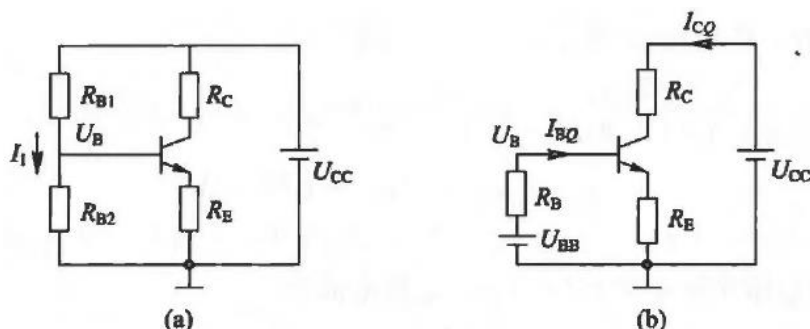 R_B1
R_C
U_B
I_1
U_CC
R_B2
R_E
(a)
I_CQ
R_C
U_B
I_BQ
U_CC
R_B
R_E
U_BB
(b)